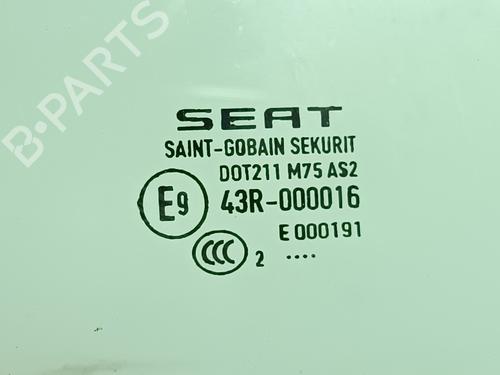 B-PARTS
SEAT
SAINT-GOBAIN SEKURIT
DOT211 M75 AS2
E9 43R-000016
E 000191
CCC 2 ....